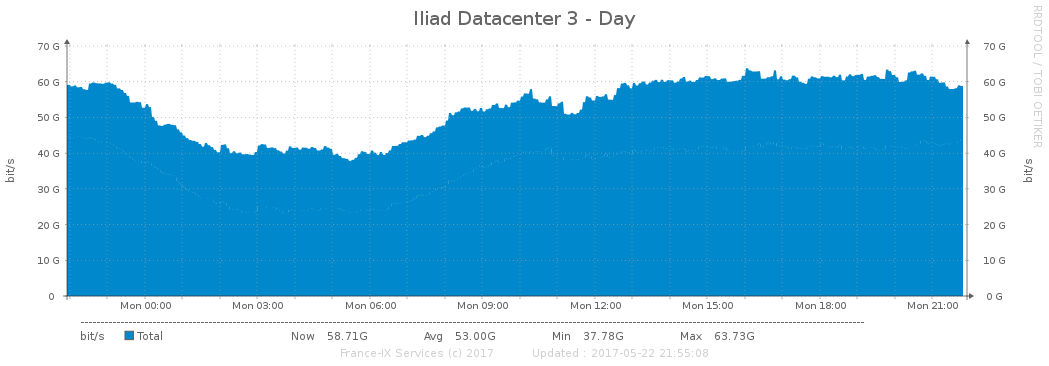 Iliad Datacenter 3 - Day
RRDTOOL / TOBI OETIKER
bit/s
70 G
60 G
50 G
40 G
30 G
20 G
10 G
0
70 G
60 G
50 G
40 G
30 G
20 G
10 G
0 G
bit/s
Mon 00:00 Mon 03:00 Mon 06:00 Mon 09:00 Mon 12:00 Mon 15:00 Mon 18:00 Mon 21:00
bit/s Total Now 58.71G Avg 53.00G Min 37.78G Max 63.73G
France-IX Services (c) 2017 Updated : 2017-05-22 21:55:08